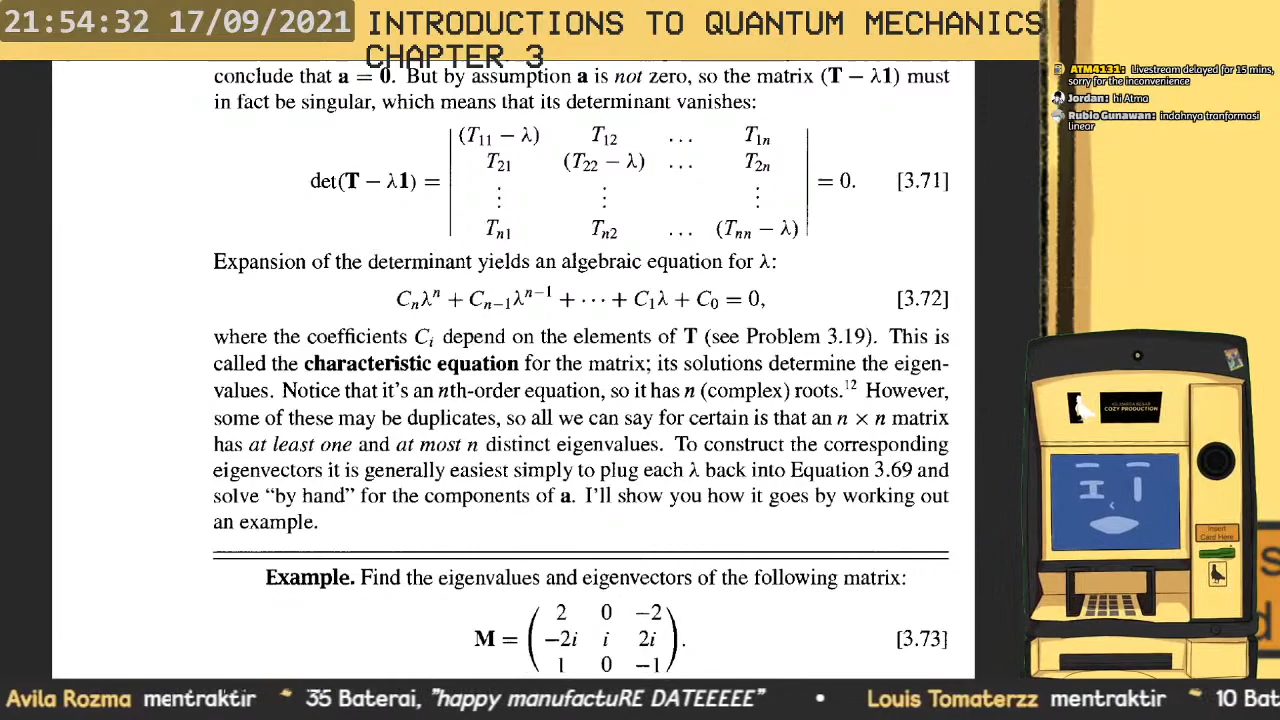 21:54:32 17/09/2021
INTRODUCTIONS TO QUANTUM MECHANICS
CHAPTER 3
conclude that a = 0. But by assumption a is not zero, so the matrix (T − λ1) must
in fact be singular, which means that its determinant vanishes:
det(T − λ1) = | (T11 − λ) T12 … T1n |
| T21 (T22 − λ) … T2n |
| ⋮ ⋮ ⋮ | = 0. [3.71]
| Tn1 Tn2 … (Tnn − λ) |
Expansion of the determinant yields an algebraic equation for λ:
Cnλ^n + Cn−1λ^n−1 + ⋯ + C1λ + C0 = 0, [3.72]
where the coefficients Ci depend on the elements of T (see Problem 3.19). This is
called the characteristic equation for the matrix; its solutions determine the eigen-
values. Notice that it’s an nth-order equation, so it has n (complex) roots.12 However,
some of these may be duplicates, so all we can say for certain is that an n × n matrix
has at least one and at most n distinct eigenvalues. To construct the corresponding
eigenvectors it is generally easiest simply to plug each λ back into Equation 3.69 and
solve “by hand” for the components of a. I’ll show you how it goes by working out
an example.
Example. Find the eigenvalues and eigenvectors of the following matrix:
2 0 −2
M = ( −2i i 2i ). [3.73]
1 0 −1
ATM4131: Livestream delayed for 15 mins,
sorry for the inconvenience
Jordan: hi Atma
Rubio Gunawan: indahnya tranformasi
linear
COZY PRODUCTION
Insert
Card Here
Avila Rozma mentraktir 35 Baterai, "happy manufactuRE DATEEEEE" • Louis Tomaterzz mentraktir 10 Bat